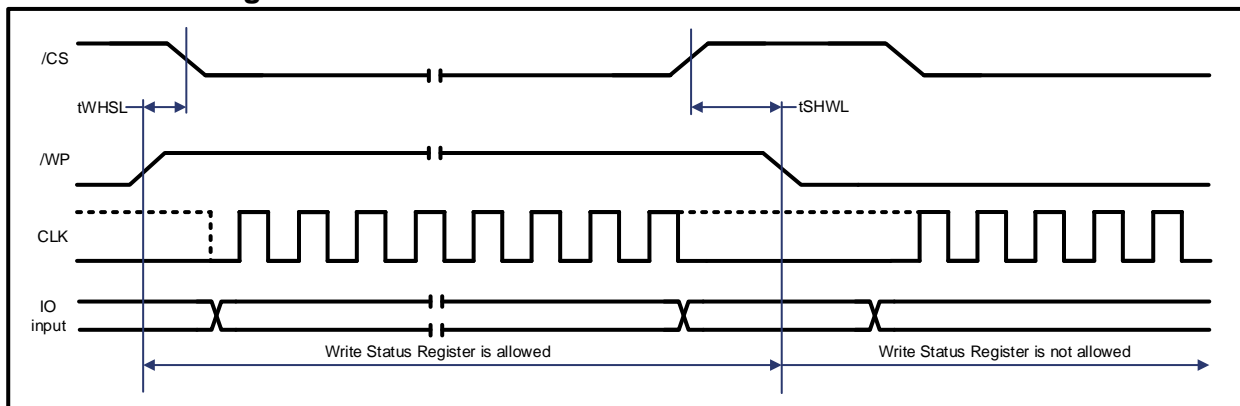 /CS
tWHSL
tSHWL
/WP
CLK
IO
input
Write Status Register is allowed
Write Status Register is not allowed